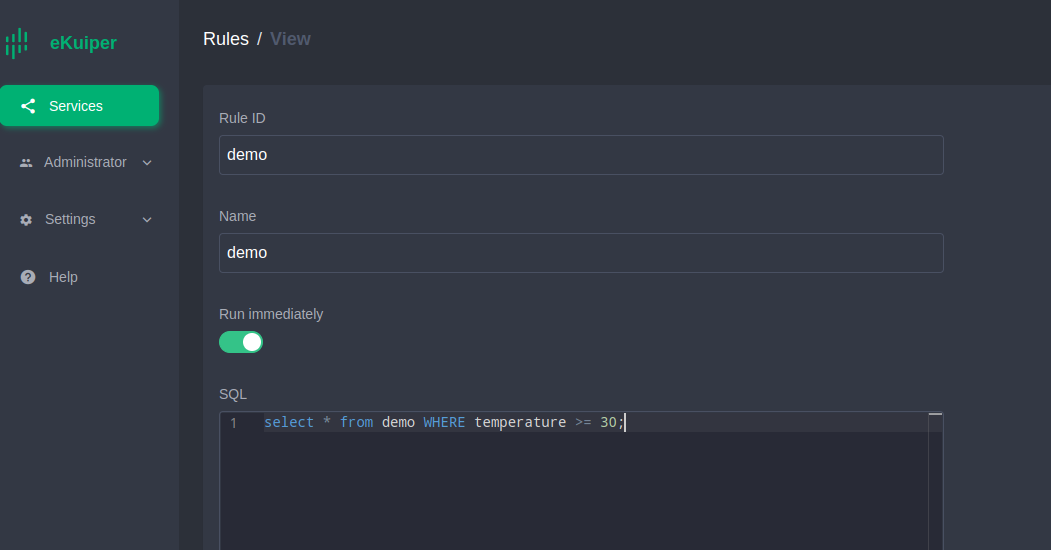 eKuiper
Services
Administrator
Settings
Help
Rules / View
Rule ID
demo
Name
demo
Run immediately
SQL
1 select * from demo WHERE temperature >= 30;